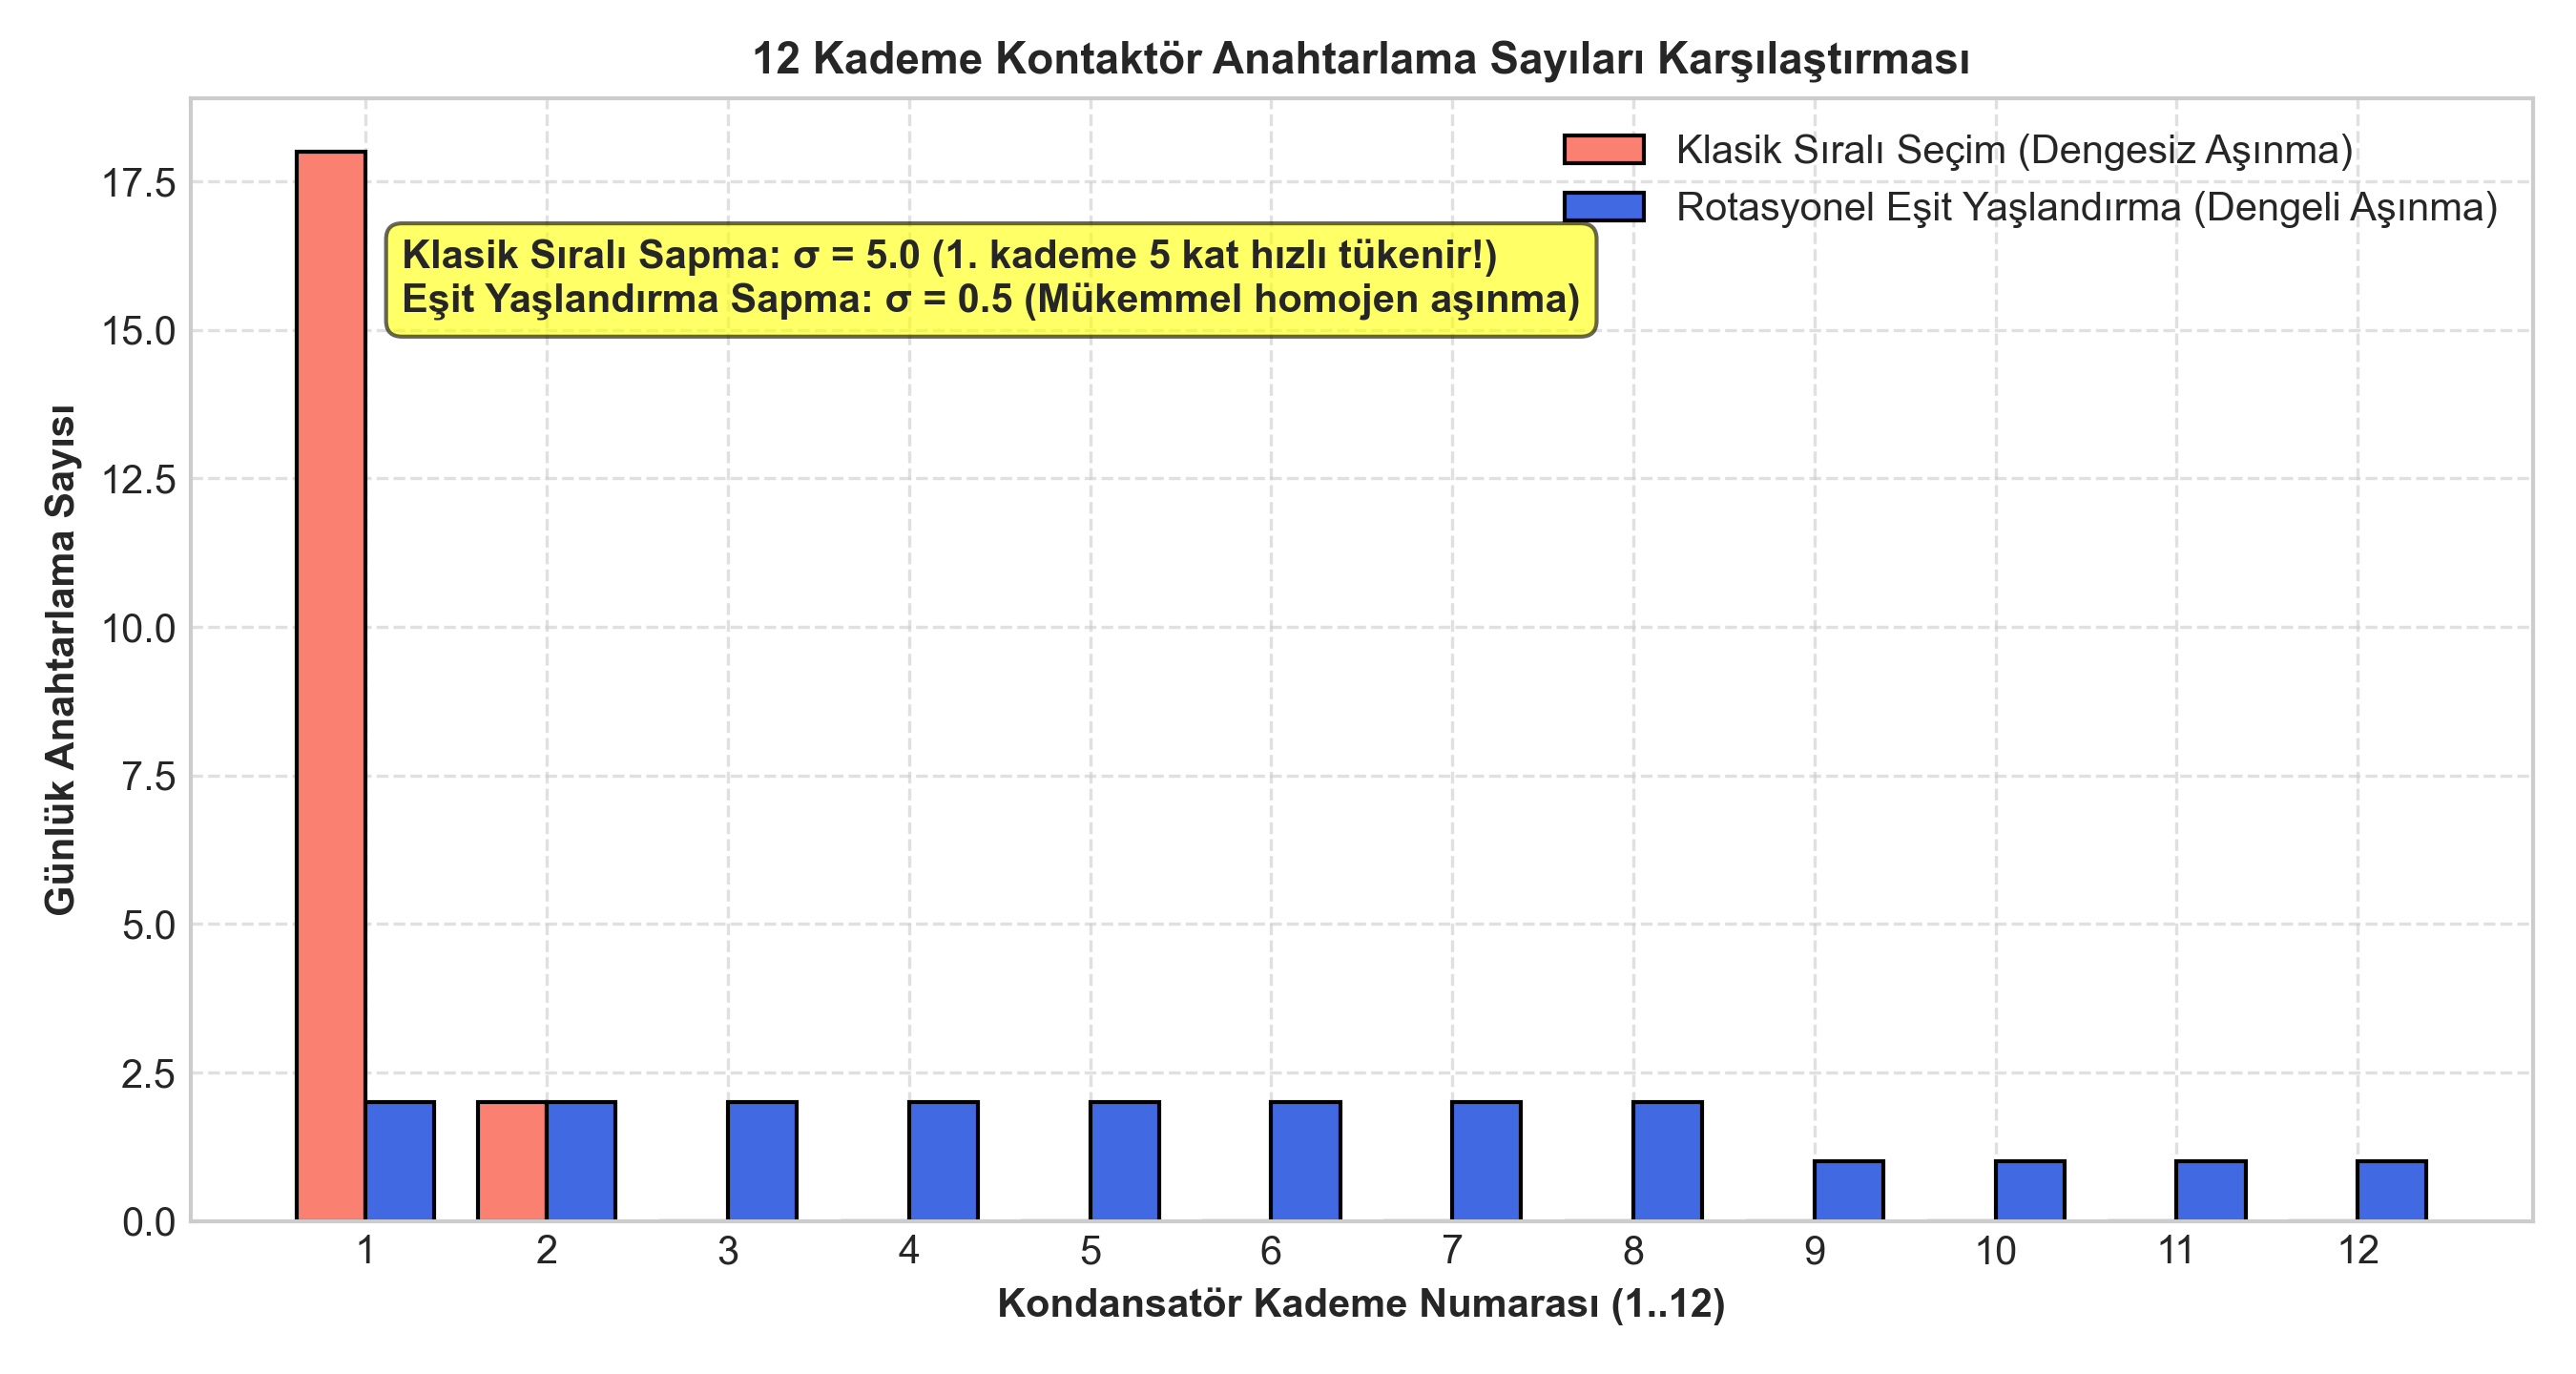 12 Kademe Kontaktör Anahtarlama Sayıları Karşılaştırması
Klasik Sıralı Seçim (Dengesiz Aşınma)
Rotasyonel Eşit Yaşlandırma (Dengeli Aşınma)
Klasik Sıralı Sapma: σ = 5.0 (1. kademe 5 kat hızlı tükenir!)
Eşit Yaşlandırma Sapma: σ = 0.5 (Mükemmel homojen aşınma)
Günlük Anahtarlama Sayısı
17.5
15.0
12.5
10.0
7.5
5.0
2.5
0.0
1 2 3 4 5 6 7 8 9 10 11 12
Kondansatör Kademe Numarası (1..12)